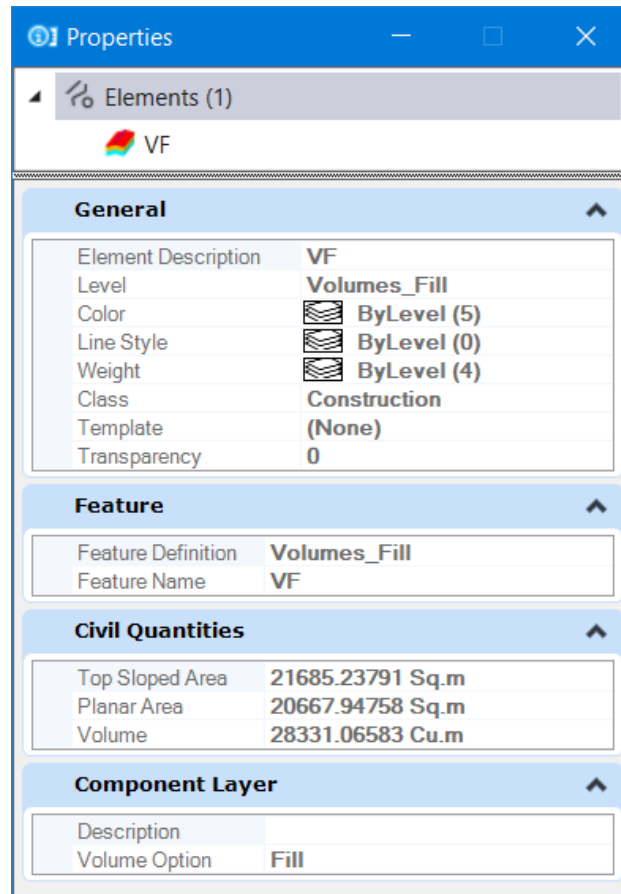 Properties
Elements (1)
VF
General
Element Description VF
Level Volumes_Fill
Color ByLevel (5)
Line Style ByLevel (0)
Weight ByLevel (4)
Class Construction
Template (None)
Transparency 0
Feature
Feature Definition Volumes_Fill
Feature Name VF
Civil Quantities
Top Sloped Area 21685.23791 Sq.m
Planar Area 20667.94758 Sq.m
Volume 28331.06583 Cu.m
Component Layer
Description
Volume Option Fill